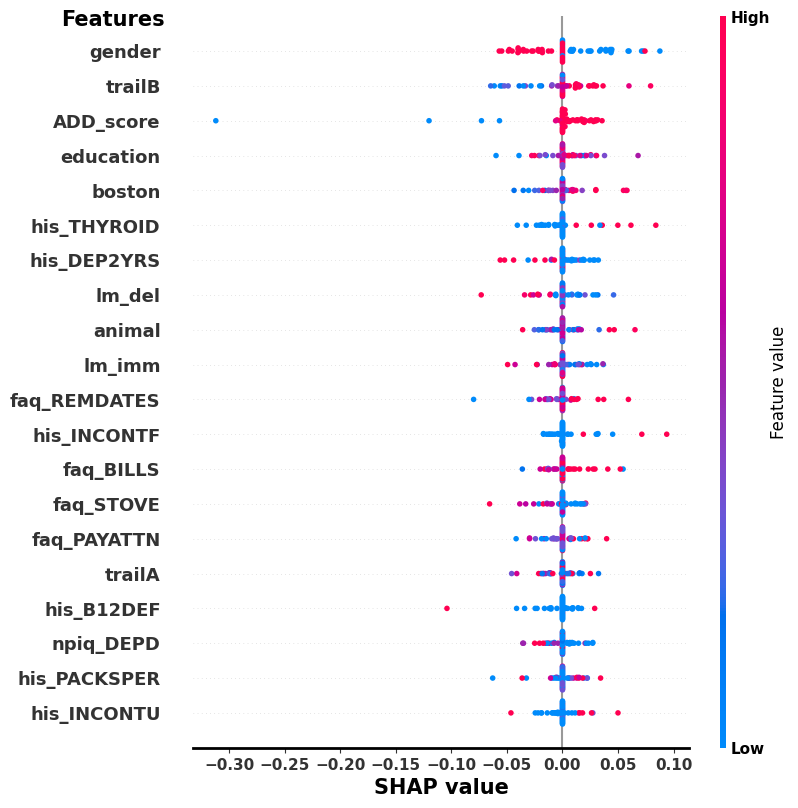 Features
High
gender
trailB
ADD_score
education
boston
his_THYROID
his_DEP2YRS
lm_del
animal
lm_imm
faq_REMDATES
his_INCONTF
faq_BILLS
faq_STOVE
faq_PAYATTN
trailA
his_B12DEF
npiq_DEPD
his_PACKSPER
his_INCONTU
Feature value
Low
−0.30 −0.25 −0.20 −0.15 −0.10 −0.05 0.00 0.05 0.10
SHAP value